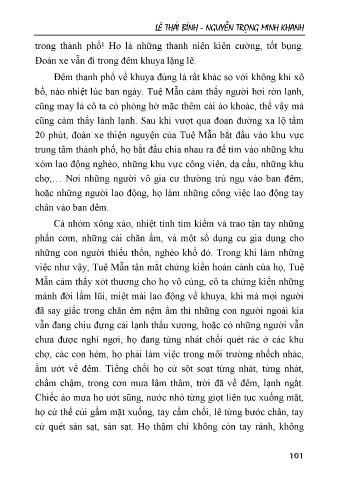 LÊ THÁI BÌNH - NGUYỄN TRỌNG MINH KHANH
trong thành phố! Họ là những thanh niên kiên cường, tốt bụng.
Đoàn xe vẫn đi trong đêm khuya lặng lẽ.
Đêm thành phố về khuya đúng là rất khác so với không khí xô
bồ, náo nhiệt lúc ban ngày. Tuệ Mẫn cảm thấy người hơi rờn lạnh,
cũng may là cô ta có phòng hờ mặc thêm cái áo khoác, thế vậy mà
cũng cảm thấy lành lạnh. Sau khi vượt qua đoạn đường xa lộ tầm
20 phút, đoàn xe thiện nguyện của Tuệ Mẫn bắt đầu vào khu vực
trung tâm thành phố, họ bắt đầu chia nhau ra để tìm vào những khu
xóm lao động nghèo, những khu vực công viên, dạ cầu, những khu
chợ,… Nơi những người vô gia cư thường trú ngụ vào ban đêm,
hoặc những người lao động, họ làm những công việc lao động tay
chân vào ban đêm.
Cả nhóm xông xáo, nhiệt tình tìm kiếm và trao tận tay những
phần cơm, những cái chăn ấm, và một số dụng cụ gia dụng cho
những con người thiếu thốn, nghèo khổ đó. Trong khi làm những
việc như vậy, Tuệ Mẫn tận mắt chứng kiến hoàn cảnh của họ, Tuệ
Mẫn cảm thấy xót thương cho họ vô cùng, cô ta chứng kiến những
mảnh đời lầm lũi, miệt mài lao động về khuya, khi mà mọi người
đã say giấc trong chăn êm nệm ấm thì những con người ngoài kia
vẫn đang chịu đựng cái lạnh thấu xương, hoặc có những người vẫn
chưa được nghỉ ngơi, họ đang từng nhát chổi quét rác ở các khu
chợ, các con hẻm, họ phải làm việc trong môi trường nhếch nhác,
ẩm ướt về đêm. Tiếng chổi họ cứ sột soạt từng nhát, từng nhát,
chầm chậm, trong cơn mưa lâm thâm, trời đã về đêm, lạnh ngắt.
Chiếc áo mưa họ ướt sũng, nước nhỏ từng giọt liên tục xuống mặt,
họ cứ thế cúi gằm mặt xuống, tay cầm chổi, lê từng bước chân, tay
cứ quét sàn sạt, sàn sạt. Họ thậm chí không còn tay rảnh, không
101